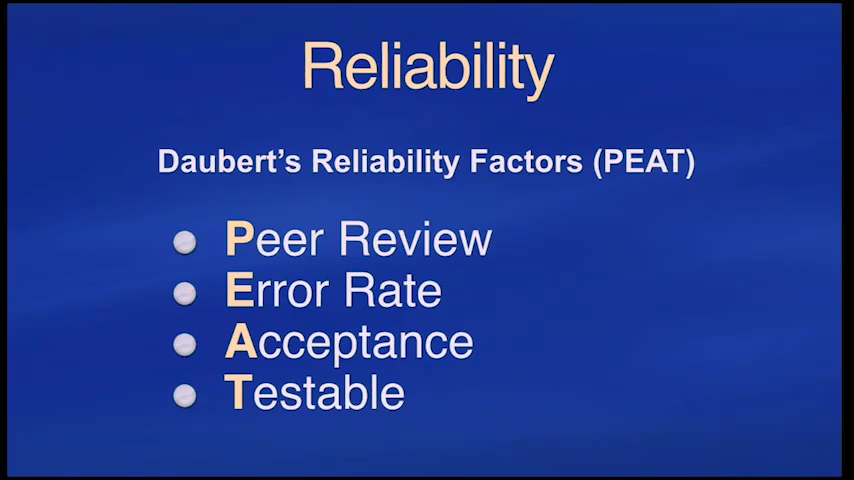 Reliability
Daubert’s Reliability Factors (PEAT)
Peer Review
Error Rate
Acceptance
Testable